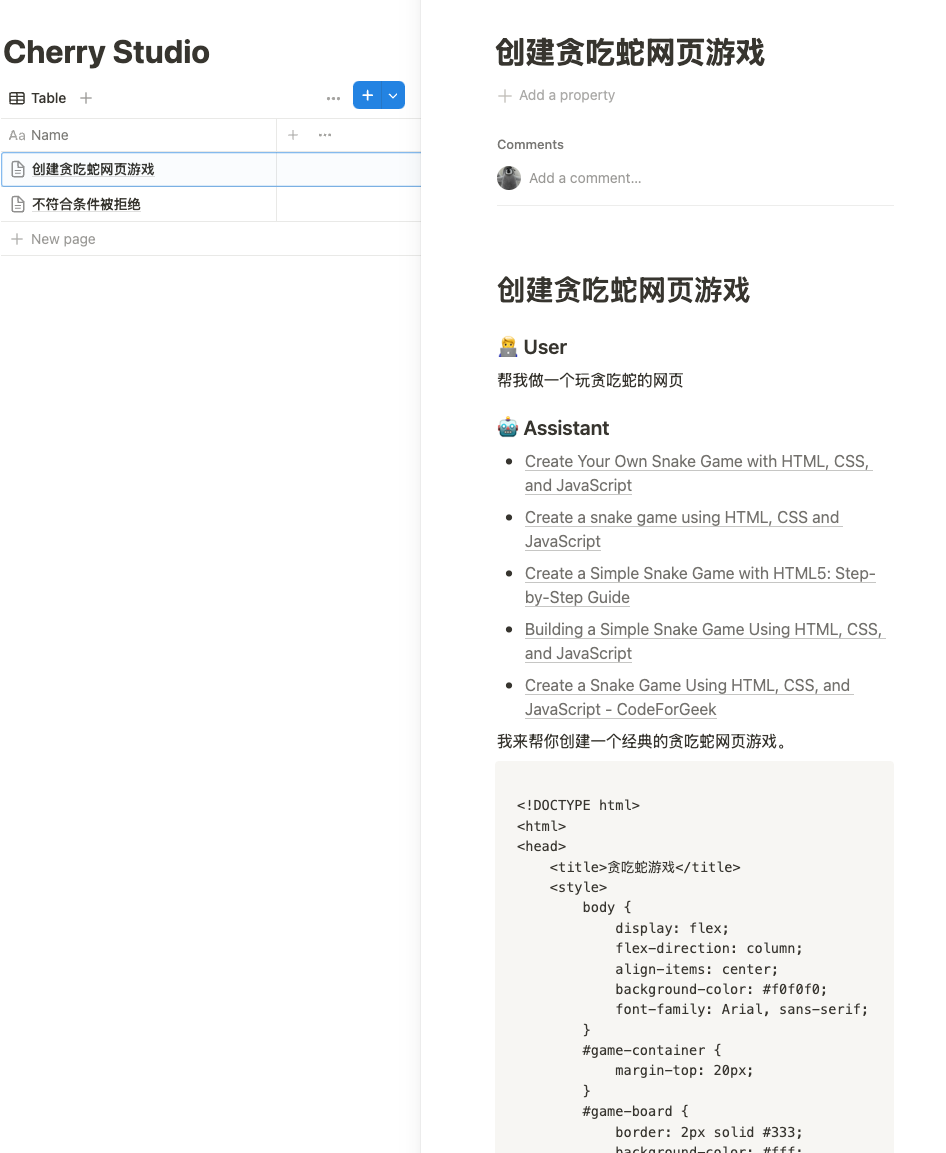 Cherry Studio
Table
Aa Name
创建贪吃蛇网页游戏
不符合条件被拒绝
New page
创建贪吃蛇网页游戏
Add a property
Comments
Add a comment...
创建贪吃蛇网页游戏
User
帮我做一个玩贪吃蛇的网页
Assistant
Create Your Own Snake Game with HTML, CSS,
and JavaScript
Create a snake game using HTML, CSS and
JavaScript
Create a Simple Snake Game with HTML5: Step-
by-Step Guide
Building a Simple Snake Game Using HTML, CSS,
and JavaScript
Create a Snake Game Using HTML, CSS, and
JavaScript - CodeForGeek
我来帮你创建一个经典的贪吃蛇网页游戏。
<!DOCTYPE html>
<html>
<head>
    <title>贪吃蛇游戏</title>
    <style>
        body {
            display: flex;
            flex-direction: column;
            align-items: center;
            background-color: #f0f0f0;
            font-family: Arial, sans-serif;
        }
        #game-container {
            margin-top: 20px;
        }
        #game-board {
            border: 2px solid #333;
            background-color: #fff;